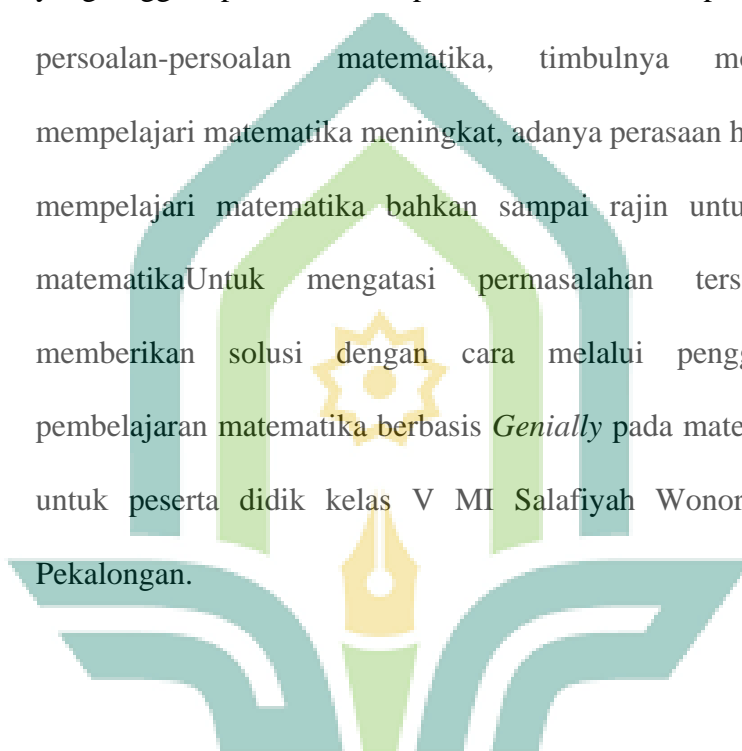 persoalan-persoalan matematika, timbulnya
mempelajari matematika meningkat, adanya perasaan
mempelajari matematika bahkan sampai rajin
matematikaUntuk mengatasi permasalahan
memberikan solusi dengan cara melalui
pembelajaran matematika berbasis Genially pada
untuk peserta didik kelas V MI Salafiyah
Pekalongan.